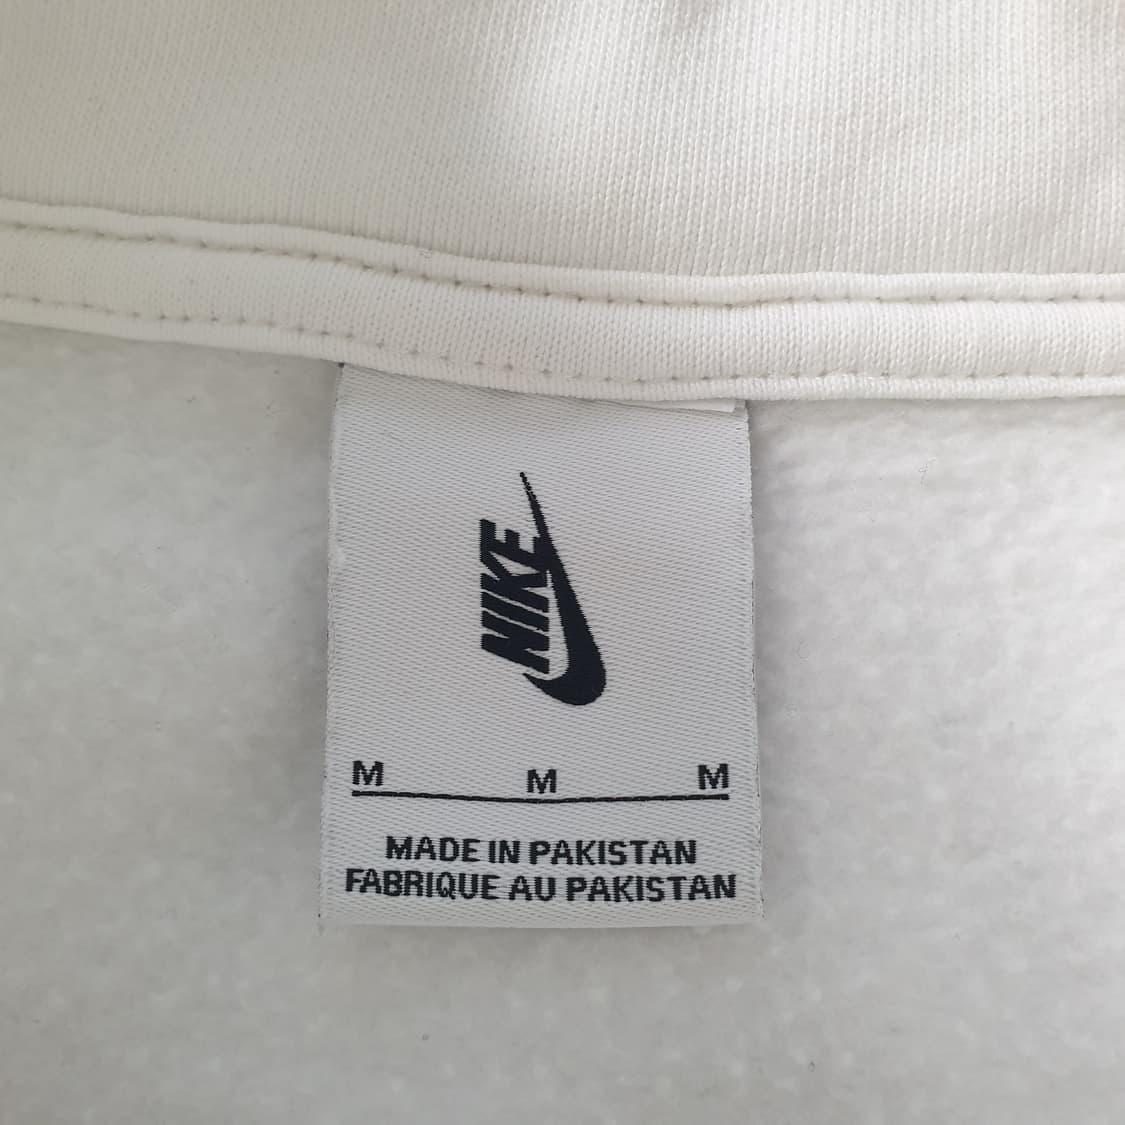 NIKE
M M M
MADE IN PAKISTAN
FABRIQUE AU PAKISTAN